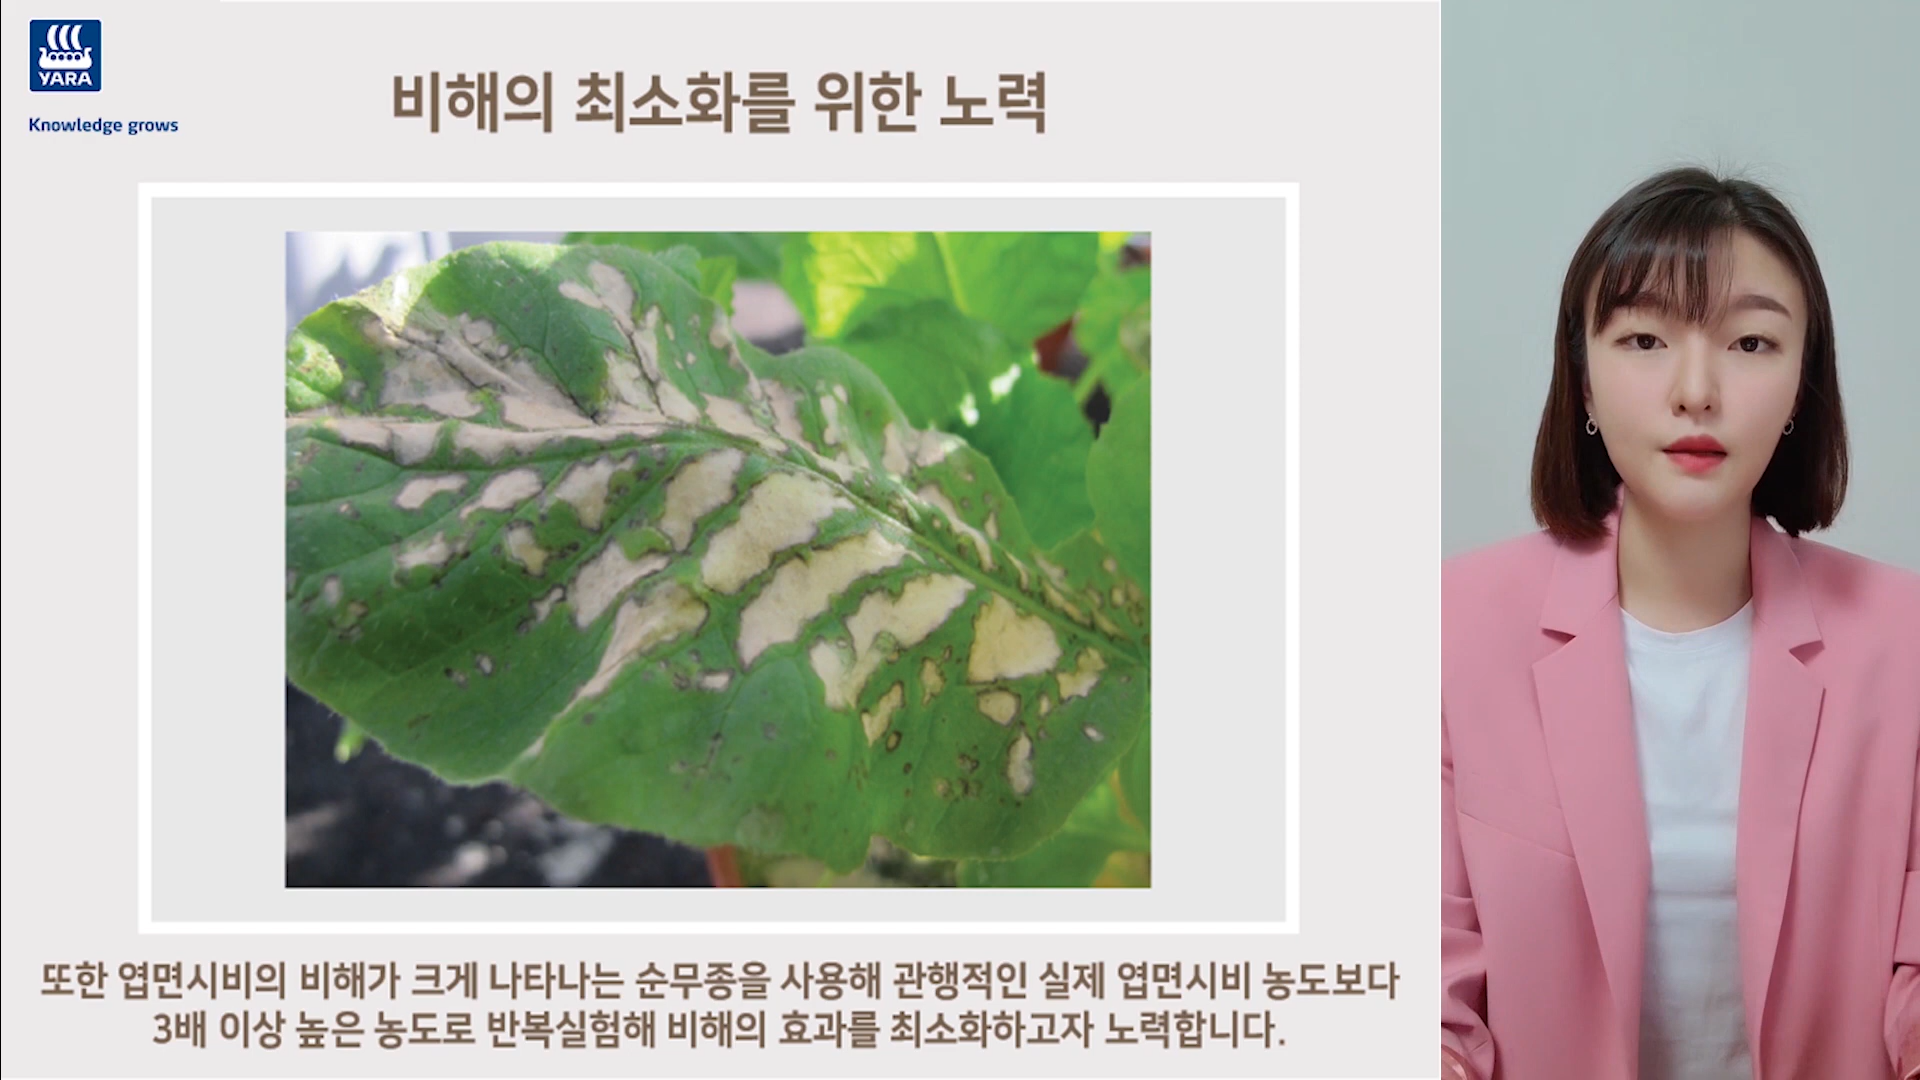 YARA
Knowledge grows
비해의 최소화를 위한 노력
또한 엽면시비의 비해가 크게 나타나는 순무종을 사용해 관행적인 실제 엽면시비 농도보다
3배 이상 높은 농도로 반복실험해 비해의 효과를 최소화하고자 노력합니다.